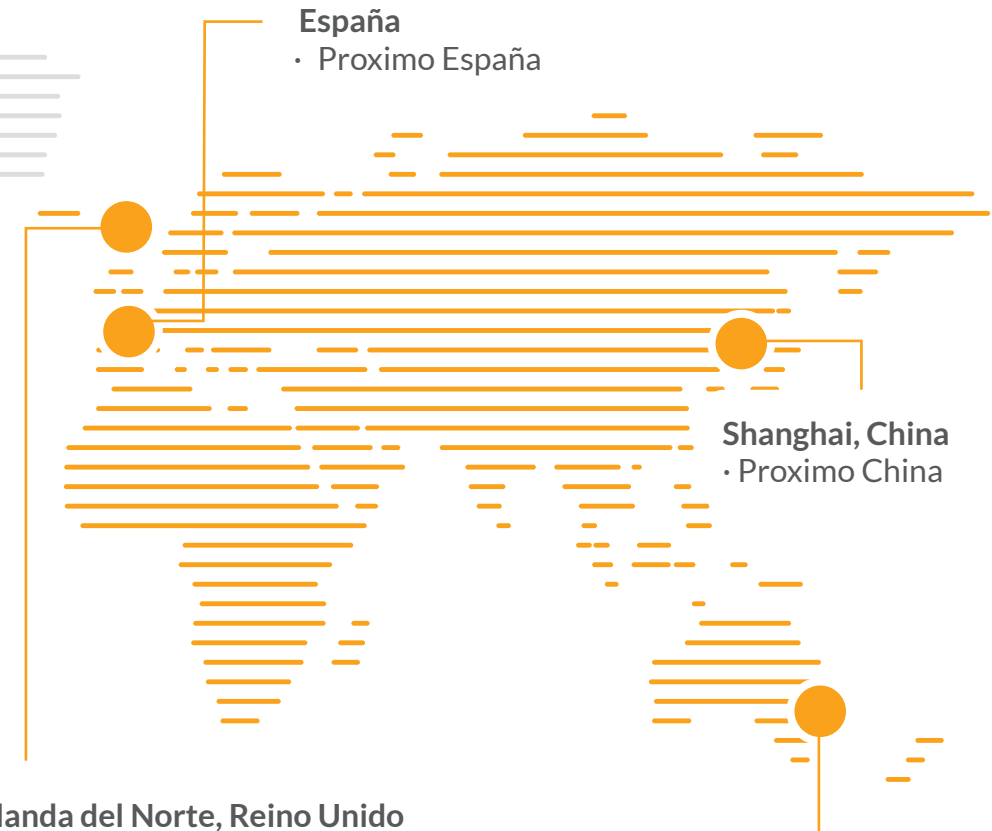 España
· Proximo España
Shanghai, China
· Proximo China
landa del Norte, Reino Unido